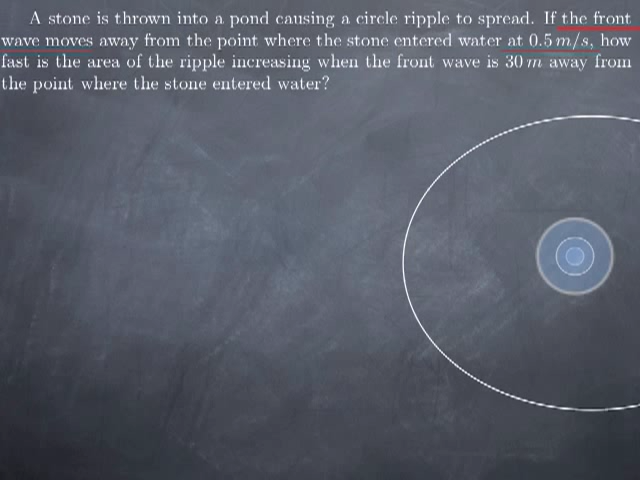 A stone is thrown into a pond causing a circle ripple to spread. If the front
wave moves away from the point where the stone entered water at 0.5 m/s, how
fast is the area of the ripple increasing when the front wave is 30 m away from
the point where the stone entered water?